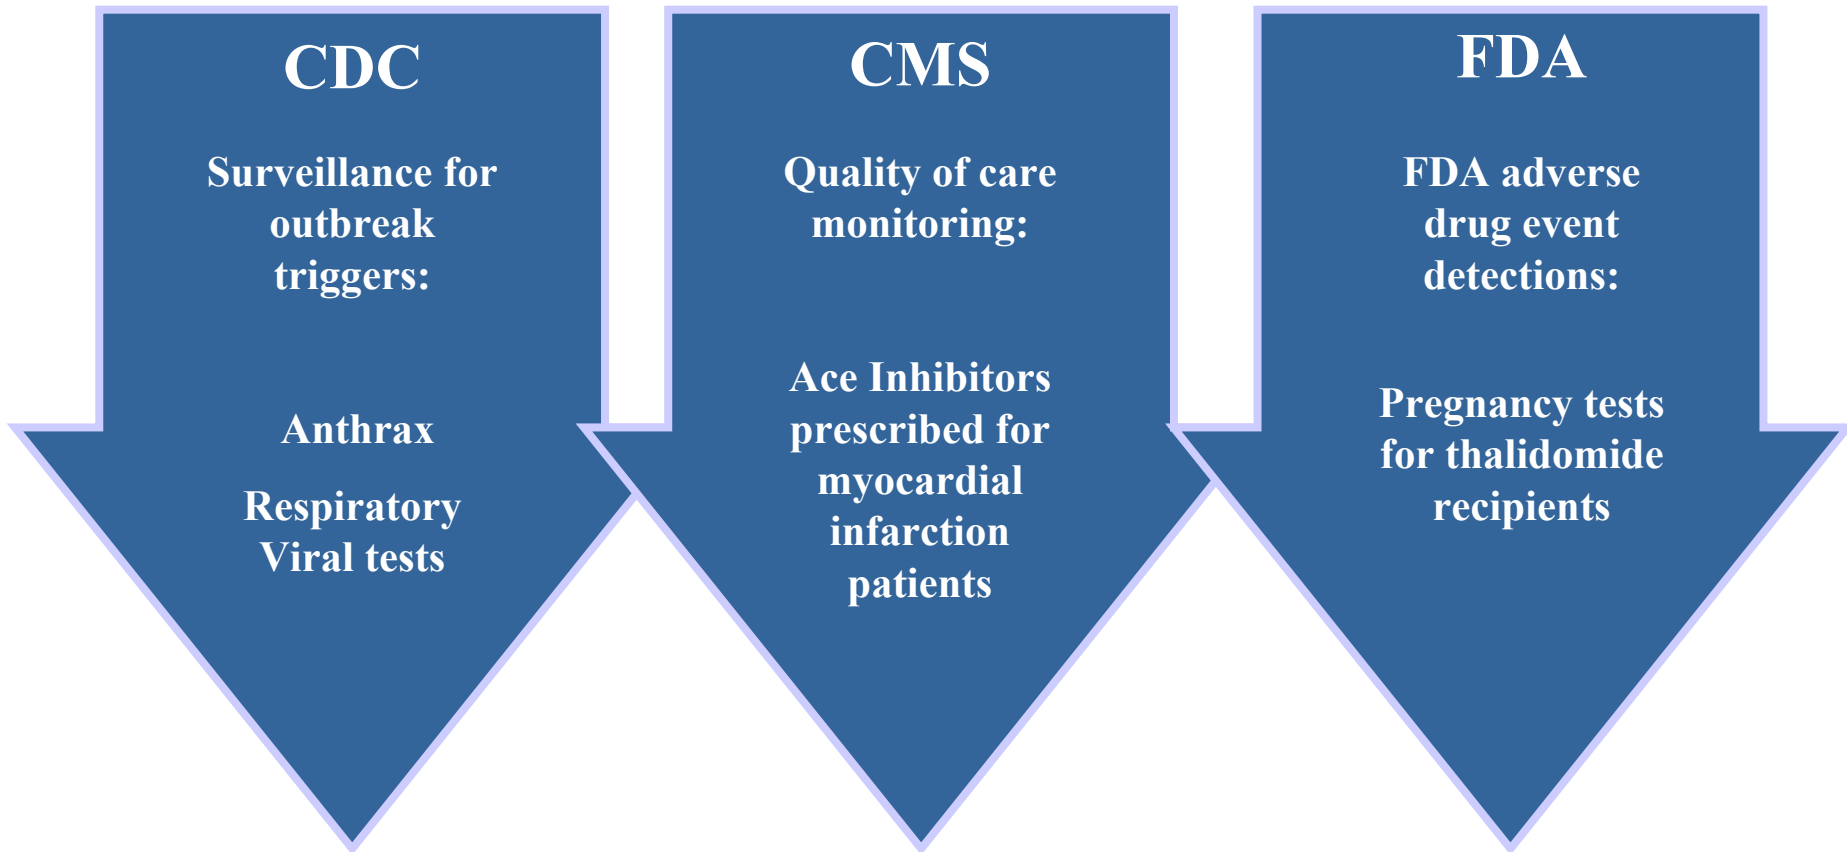 CDC
Surveillance for
outbreak
triggers:
Anthrax
Respiratory
Viral tests
CMS
Quality of care
monitoring:
Ace Inhibitors
prescribed for
myocardial
infarction
patients
FDA
FDA adverse
drug event
detections:
Pregnancy tests
for thalidomide
recipients